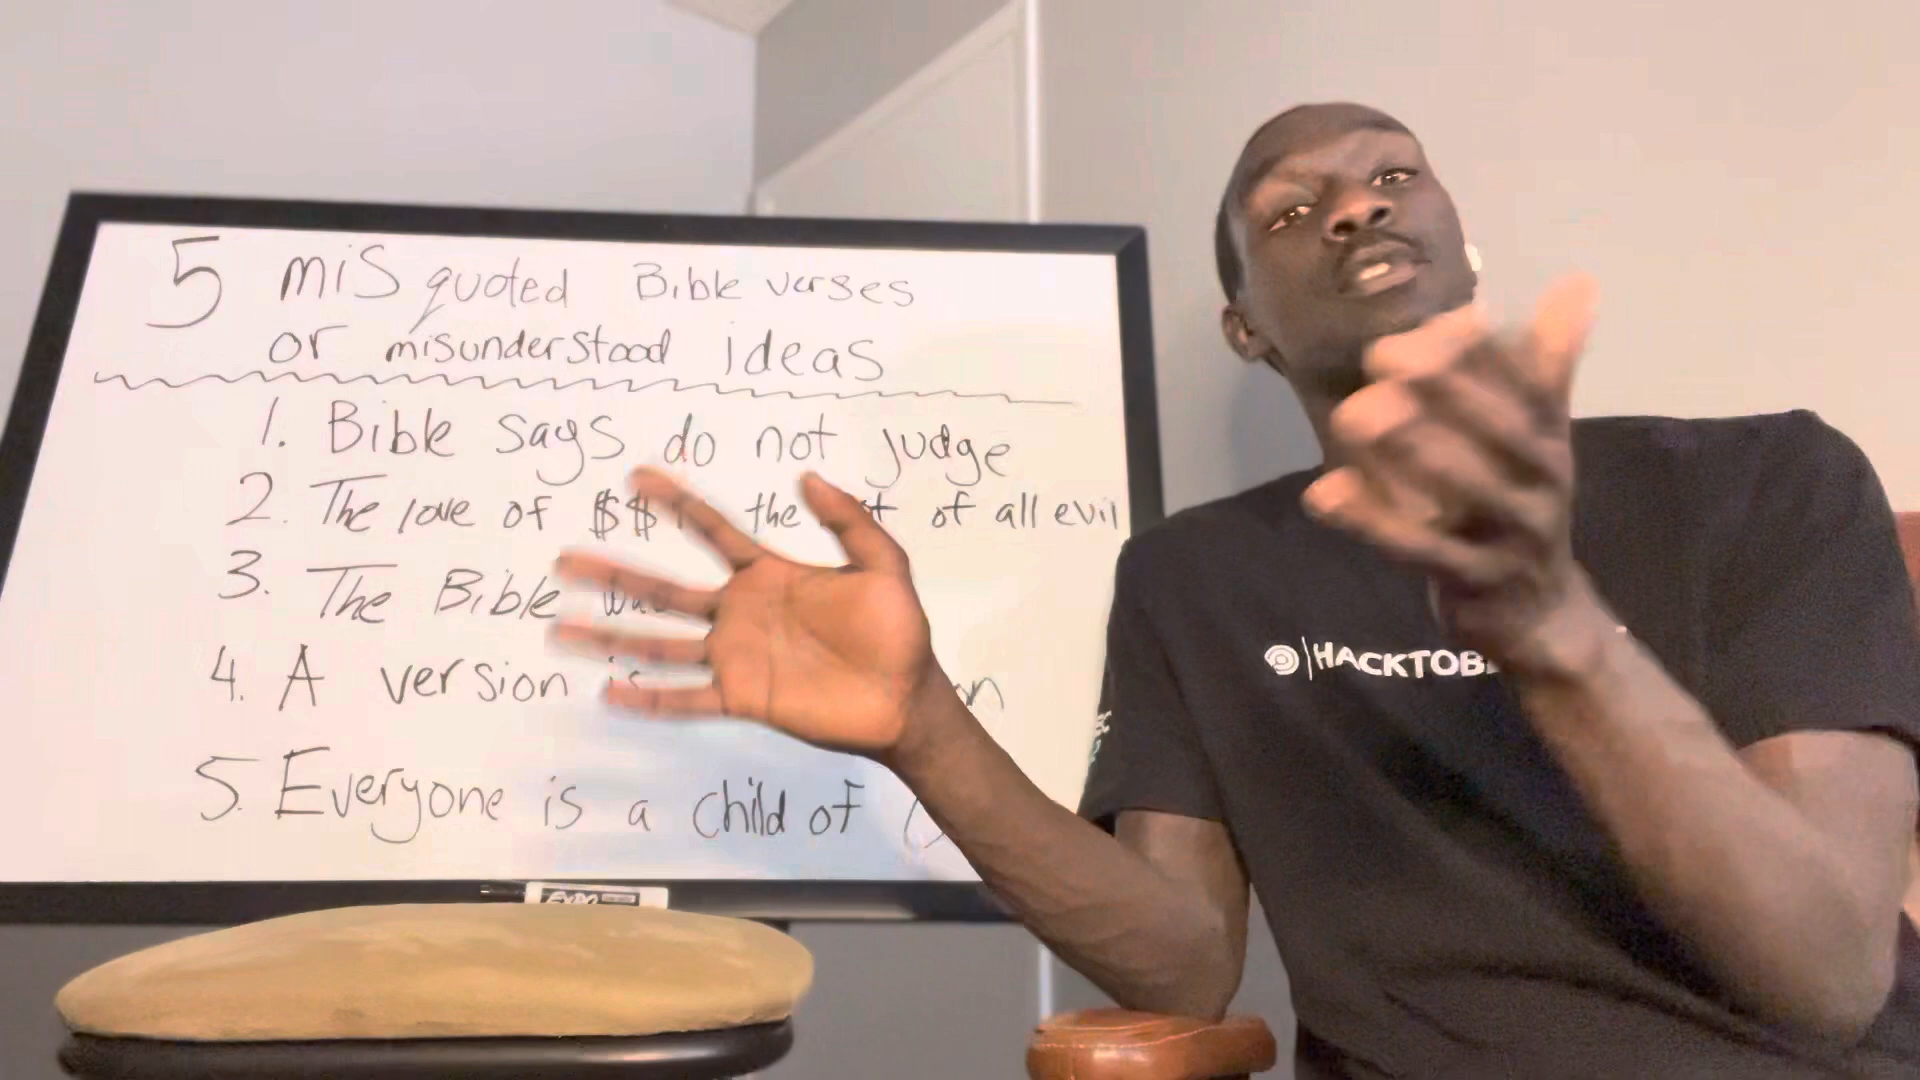 5 misquoted Bible verses
or misunderstood ideas
1. Bible says do not judge
2. The love of $$ the of all evil
3. The Bible
4. A version
5. Everyone is a child of
HACKTOB
EXPO